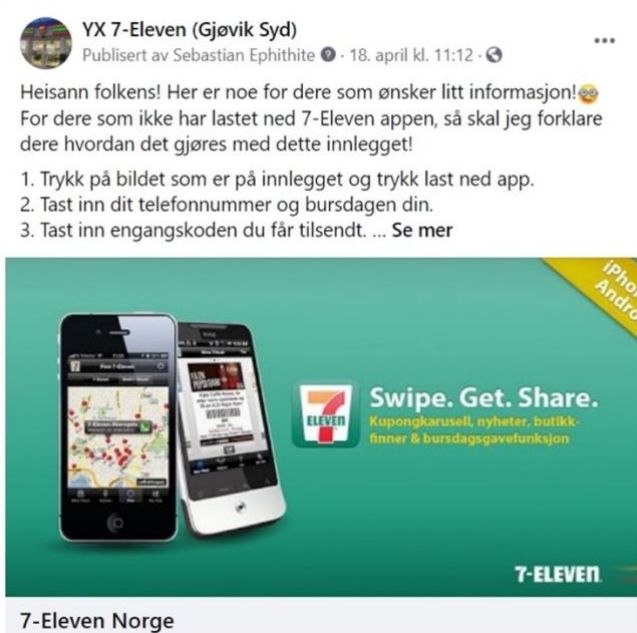 YX 7-Eleven (Gjøvik Syd)
Publisert av Sebastian Ephithite · 18. april kl. 11:12 ·
Heisann folkens! Her er noe for dere som ønsker litt informasjon!
For dere som ikke har lastet ned 7-Eleven appen, så skal jeg forklare
dere hvordan det gjøres med dette innlegget!
1. Trykk på bildet som er på innlegget og trykk last ned app.
2. Tast inn dit telefonnummer og bursdagen din.
3. Tast inn engangskoden du får tilsendt. ... Se mer
7
ELEVEN
Swipe. Get. Share.
Kupongkarusell, nyheter, butikk-
finner & bursdagsgavefunksjon
7-ELEVEn
7-Eleven Norge